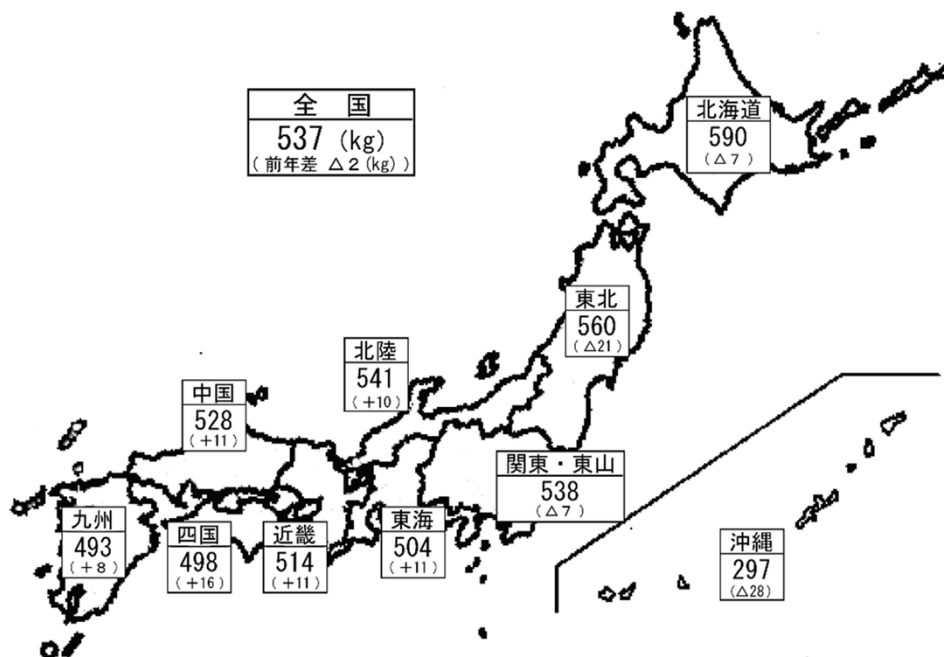 全 国
537 (kg)
( 前年差 △2(kg) )
北海道
590
(△7)
東北
560
(△21)
北陸
541
(+10)
中国
528
(+11)
関東・東山
538
(△7)
九州
493
(+8)
四国
498
(+16)
近畿
514
(+11)
東海
504
(+11)
沖縄
297
(△28)